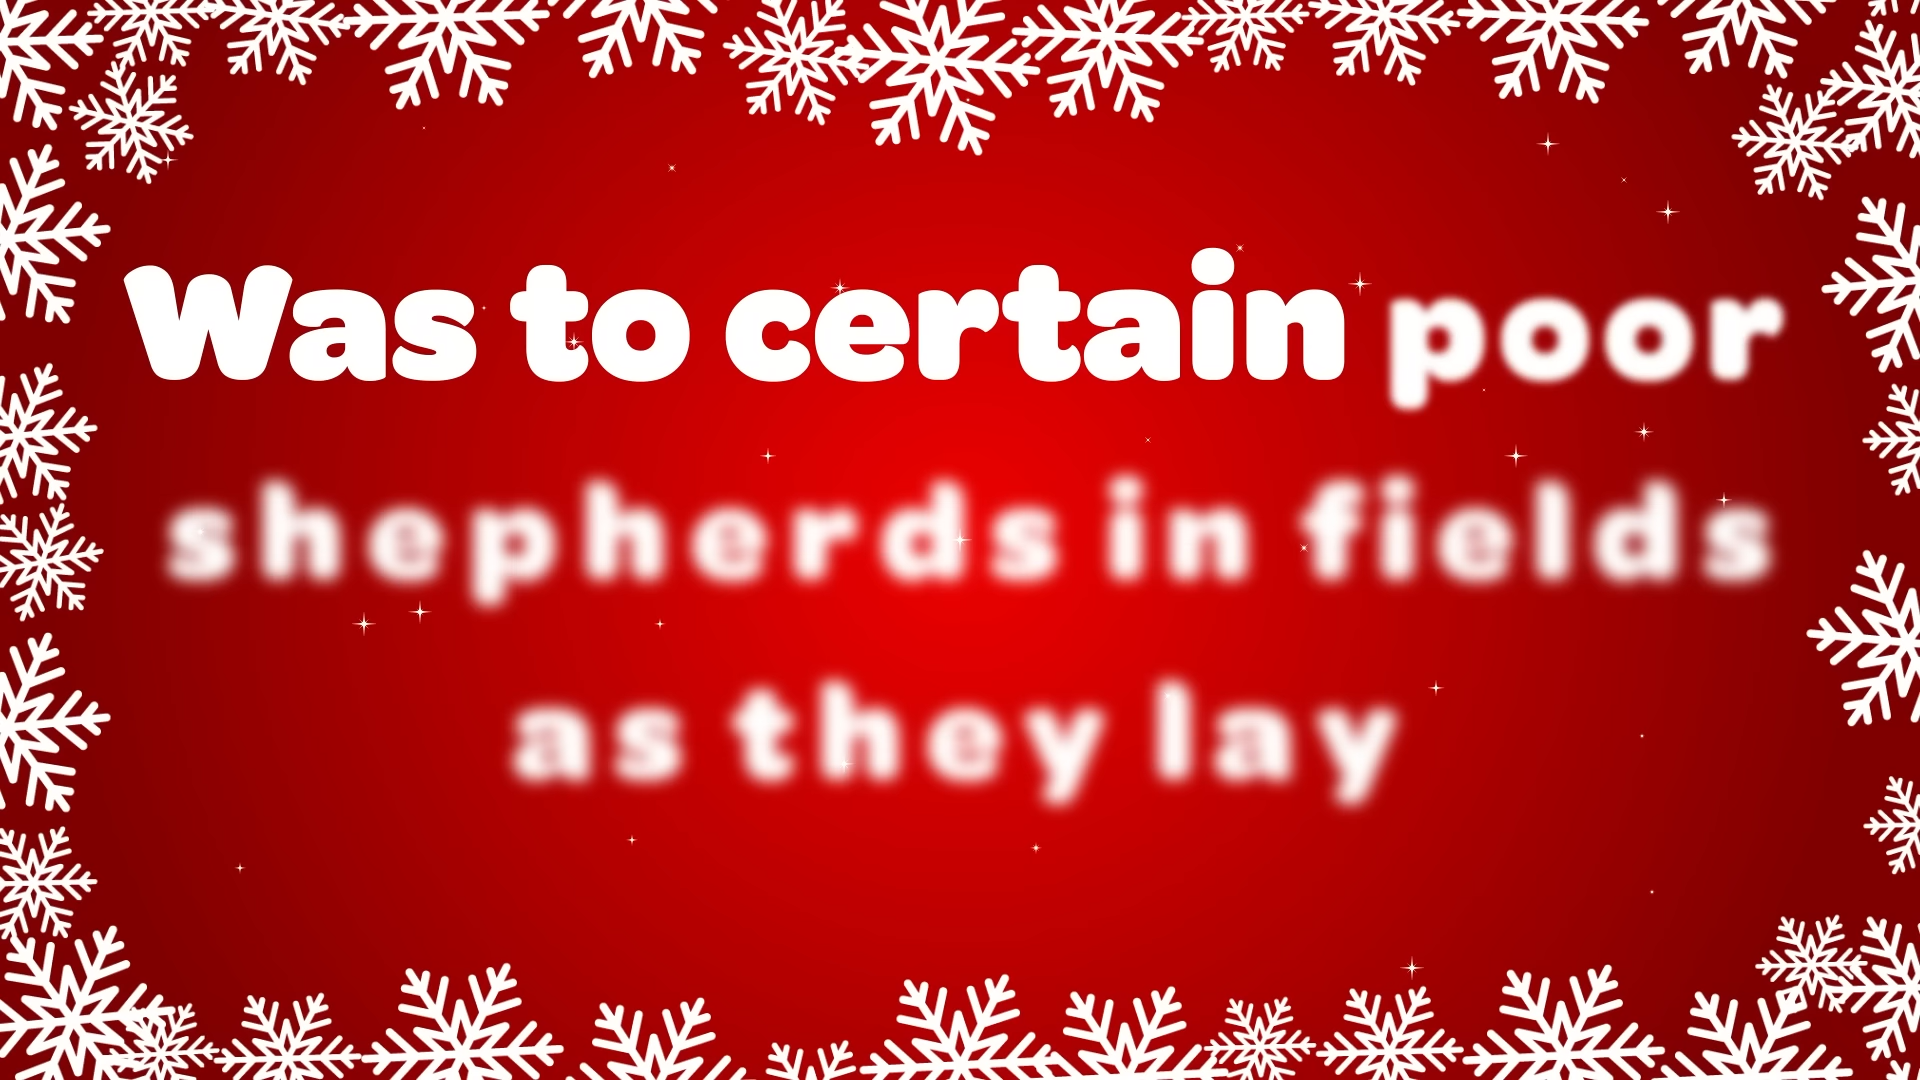 Was to certain poor
shepherds in fields
as they lay